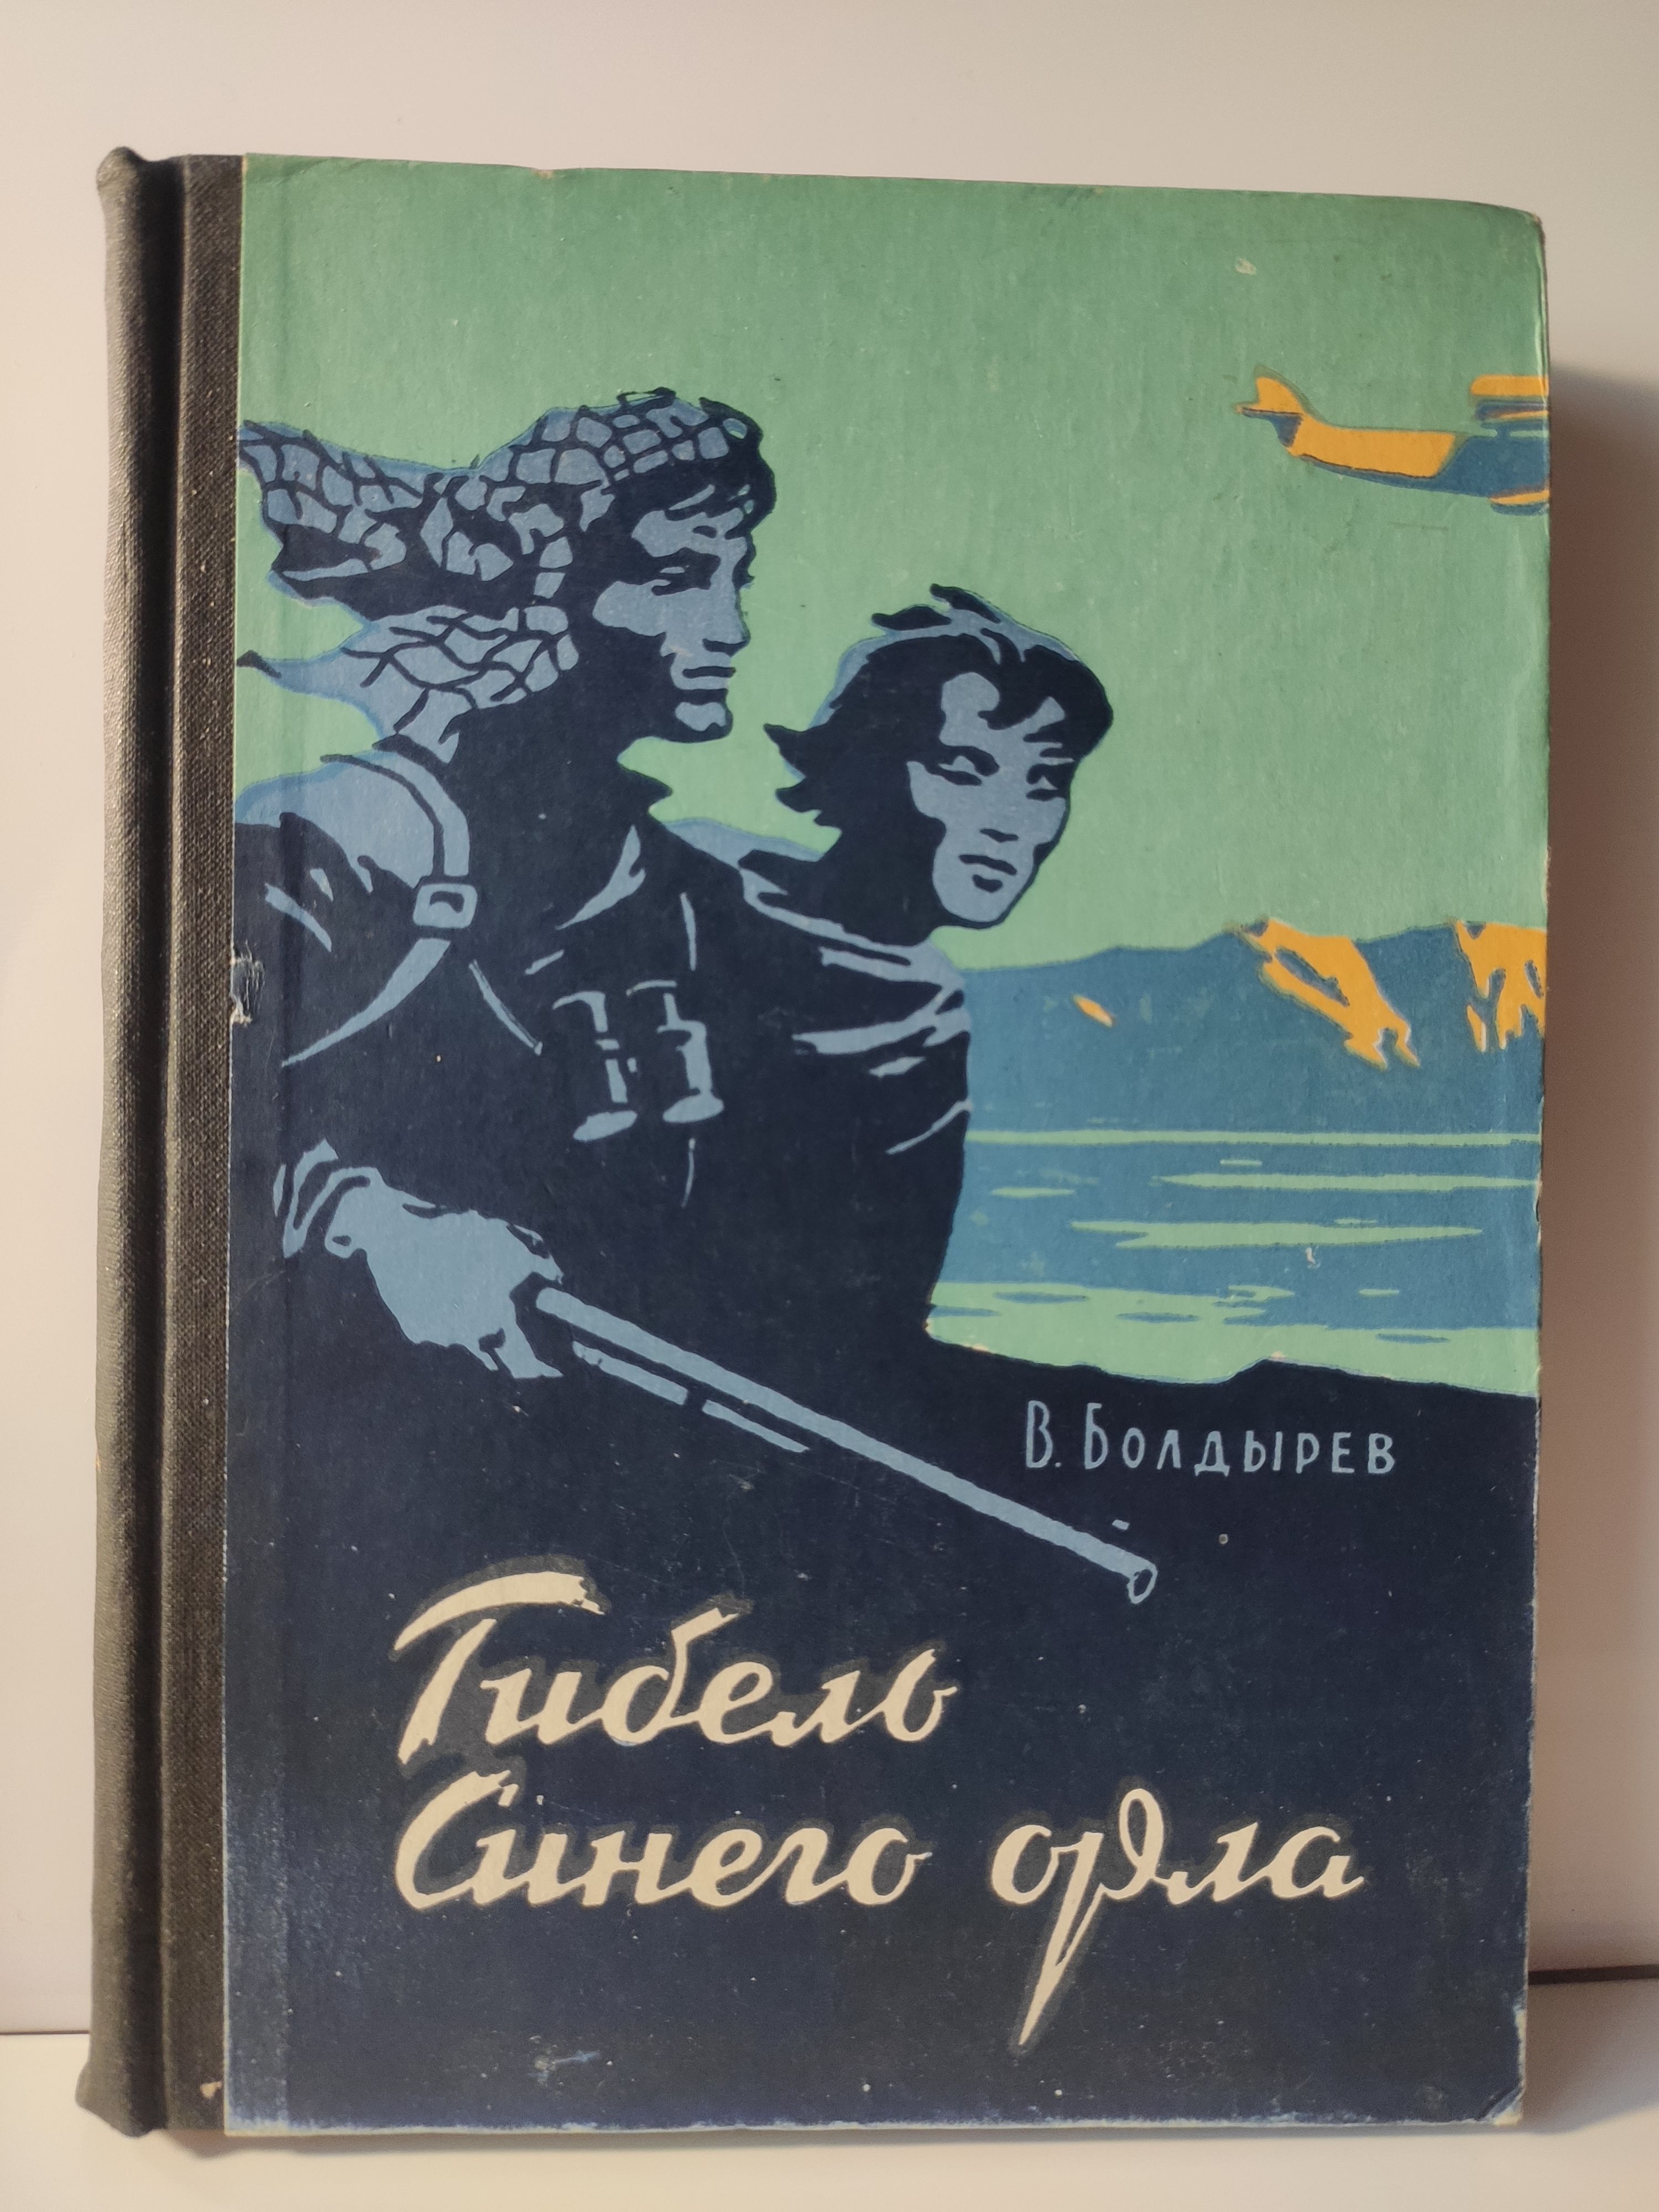 В. Болдырев
Гибель
Синего орла